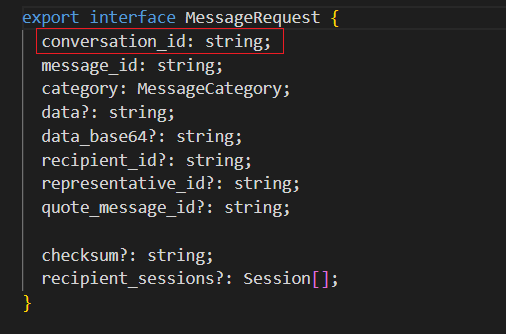 export interface MessageRequest {
conversation_id: string;
message_id: string;
category: MessageCategory;
data?: string;
data_base64?: string;
recipient_id?: string;
representative_id?: string;
quote_message_id?: string;
checksum?: string;
recipient_sessions?: Session[];
}